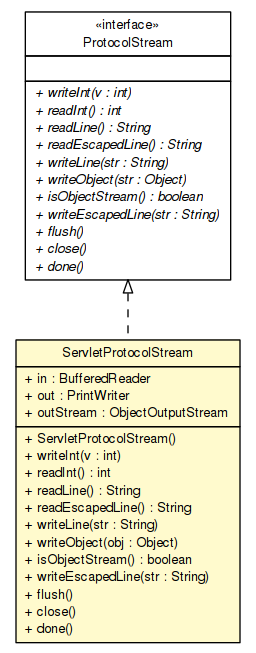 «interface»
ProtocolStream
+ writeInt(v : int)
+ readInt() : int
+ readLine() : String
+ readEscapedLine() : String
+ writeLine(str : String)
+ writeObject(str : Object)
+ isObjectStream() : boolean
+ writeEscapedLine(str : String)
+ flush()
+ close()
+ done()
ServletProtocolStream
+ in : BufferedReader
+ out : PrintWriter
+ outStream : ObjectOutputStream
+ ServletProtocolStream()
+ writeInt(v : int)
+ readInt() : int
+ readLine() : String
+ readEscapedLine() : String
+ writeLine(str : String)
+ writeObject(obj : Object)
+ isObjectStream() : boolean
+ writeEscapedLine(str : String)
+ flush()
+ close()
+ done()